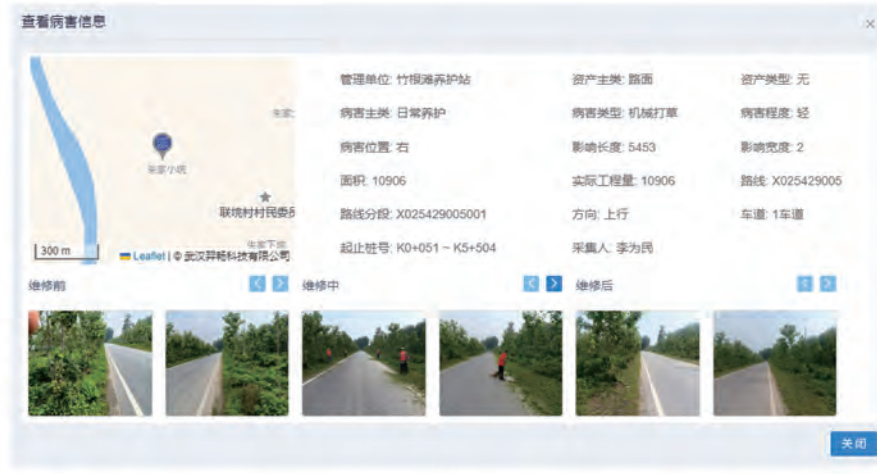 查看病害信息
×
管理单位: 竹根滩养护站
资产主类: 路面
资产类型: 无
病害主类: 日常养护
病害类型: 机械打草
病害程度: 轻
病害位置: 右
影响长度: 5453
影响宽度: 2
面积: 10906
实际工程量: 10906
路线: X025429005
路线分段: X025429005001
方向: 上行
车道: 1车道
起止桩号: K0+051 ~ K5+504
采集人: 李为民
朱家小垸
联垸村村民委员
朱家下垸
300 m
Leaflet | © 武汉羿畅科技有限公司
维修前
维修中
维修后
关闭